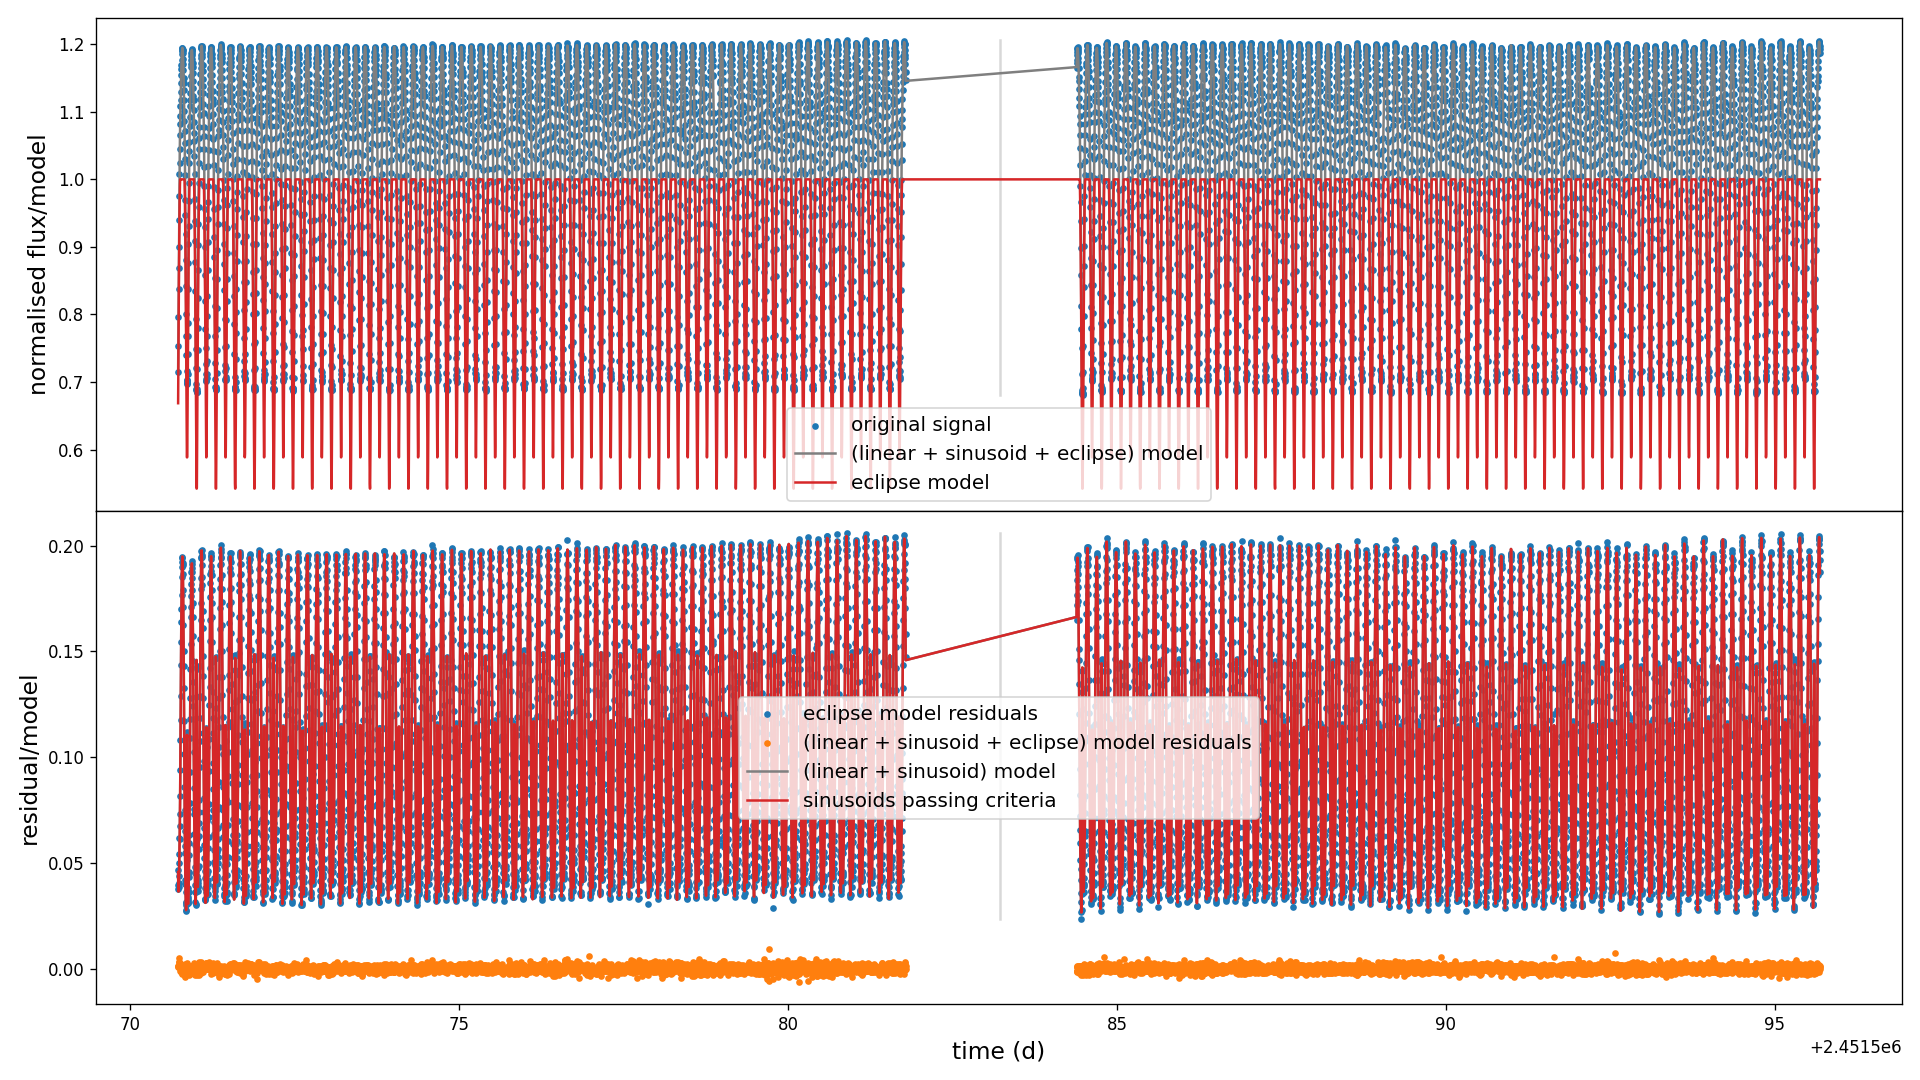 normalised flux/model
1.2
1.1
1.0
0.9
0.8
0.7
0.6
original signal
(linear + sinusoid + eclipse) model
eclipse model
residual/model
0.20
0.15
0.10
0.05
0.00
eclipse model residuals
(linear + sinusoid + eclipse) model residuals
(linear + sinusoid) model
sinusoids passing criteria
70 75 80 85 90 95
time (d)
+2.4515e6